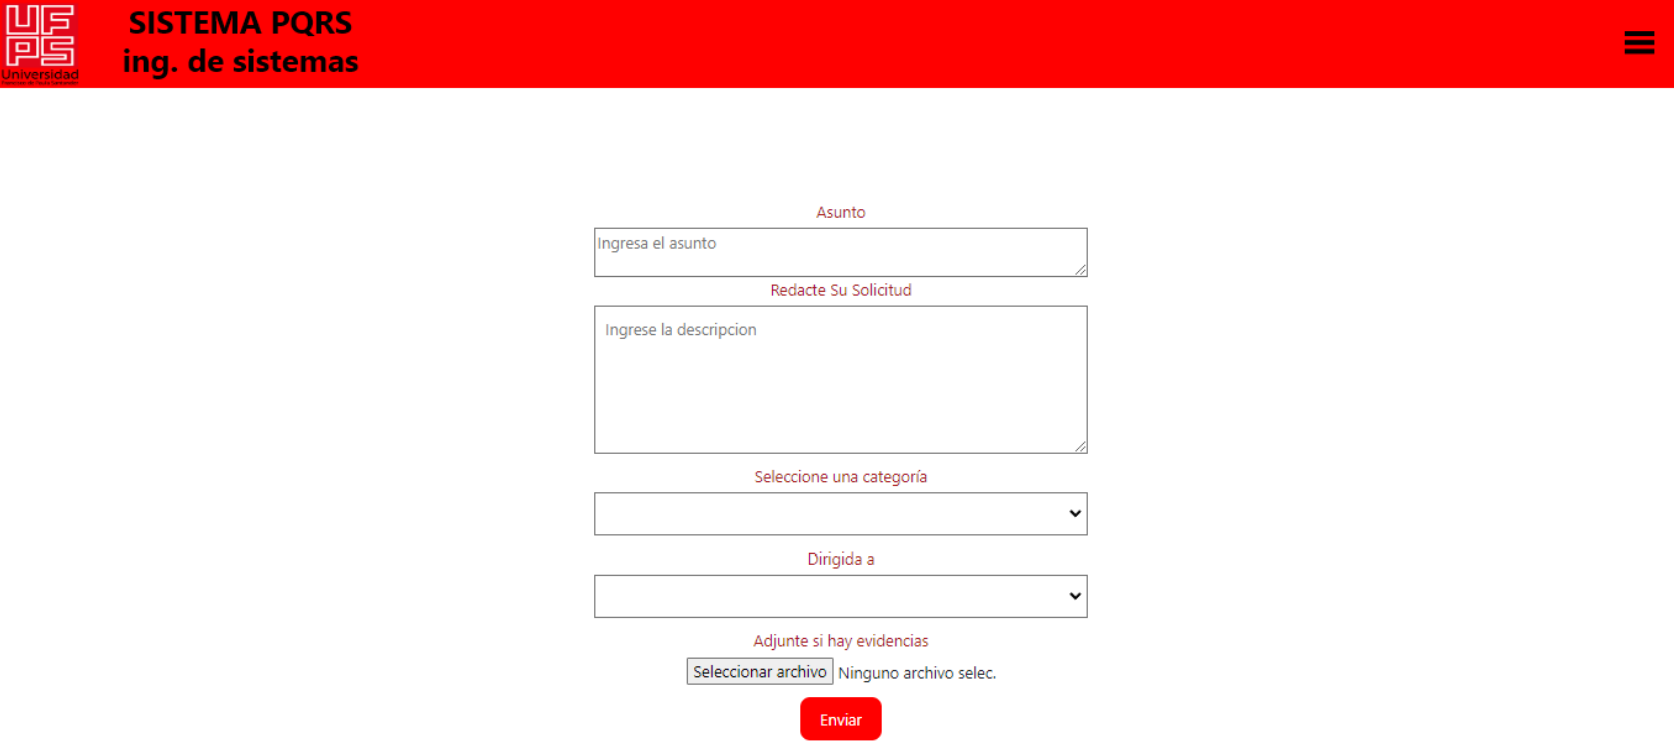 UFPS
Universidad
SISTEMA PQRS
ing. de sistemas
Asunto
Ingresa el asunto
Redacte Su Solicitud
Ingrese la descripcion
Seleccione una categoría
Dirigida a
Adjunte si hay evidencias
Seleccionar archivo Ninguno archivo selec.
Enviar